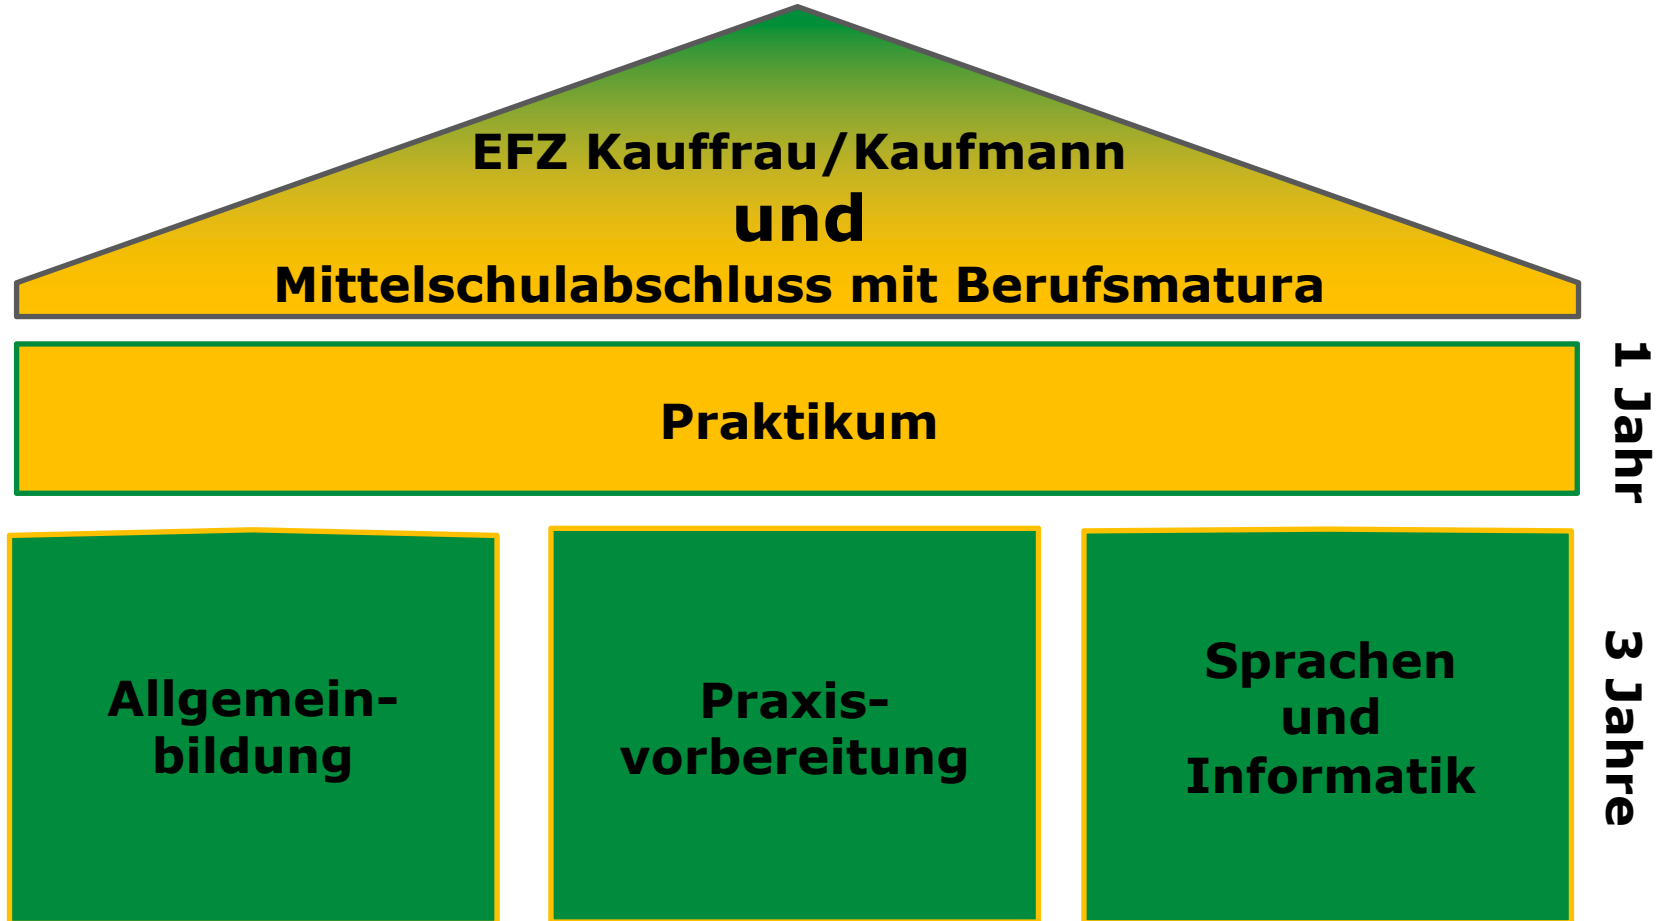 EFZ Kauffrau/Kaufmann
und
Mittelschulabschluss mit Berufsmatura
Praktikum
1 Jahr
Allgemein-
bildung
Praxis-
vorbereitung
Sprachen
und
Informatik
3 Jahre